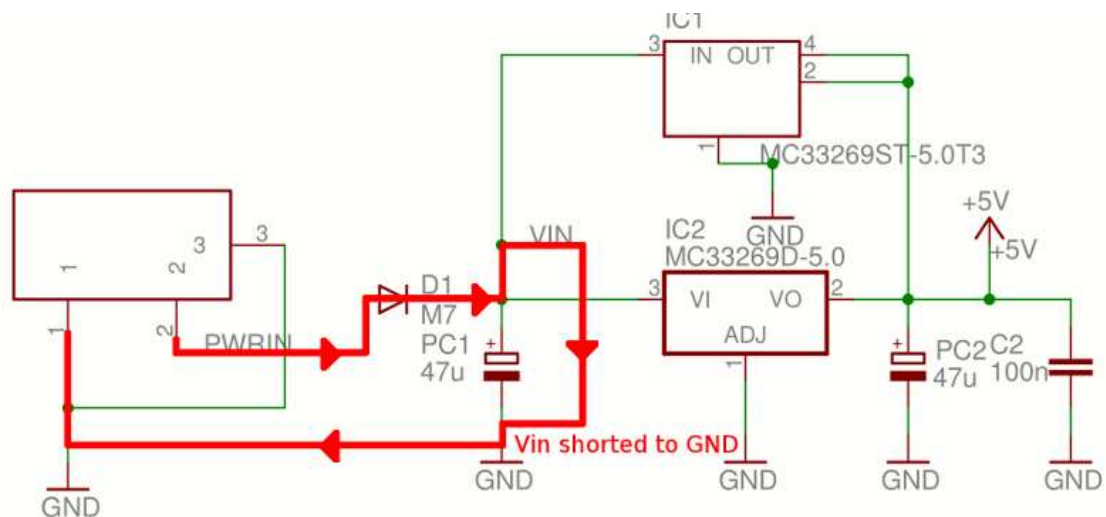 IC1
3
IN OUT
4
2
1
MC33269ST-5.0T3
GND
+5V
+5V
3
3
1
2
1
2
PWRIN
D1
M7
VIN
IC2
MC33269D-5.0
3
VI
VO
2
ADJ
1
PC1
47u
+
PC2
47u
+
C2
100n
Vin shorted to GND
GND
GND
GND
GND
GND